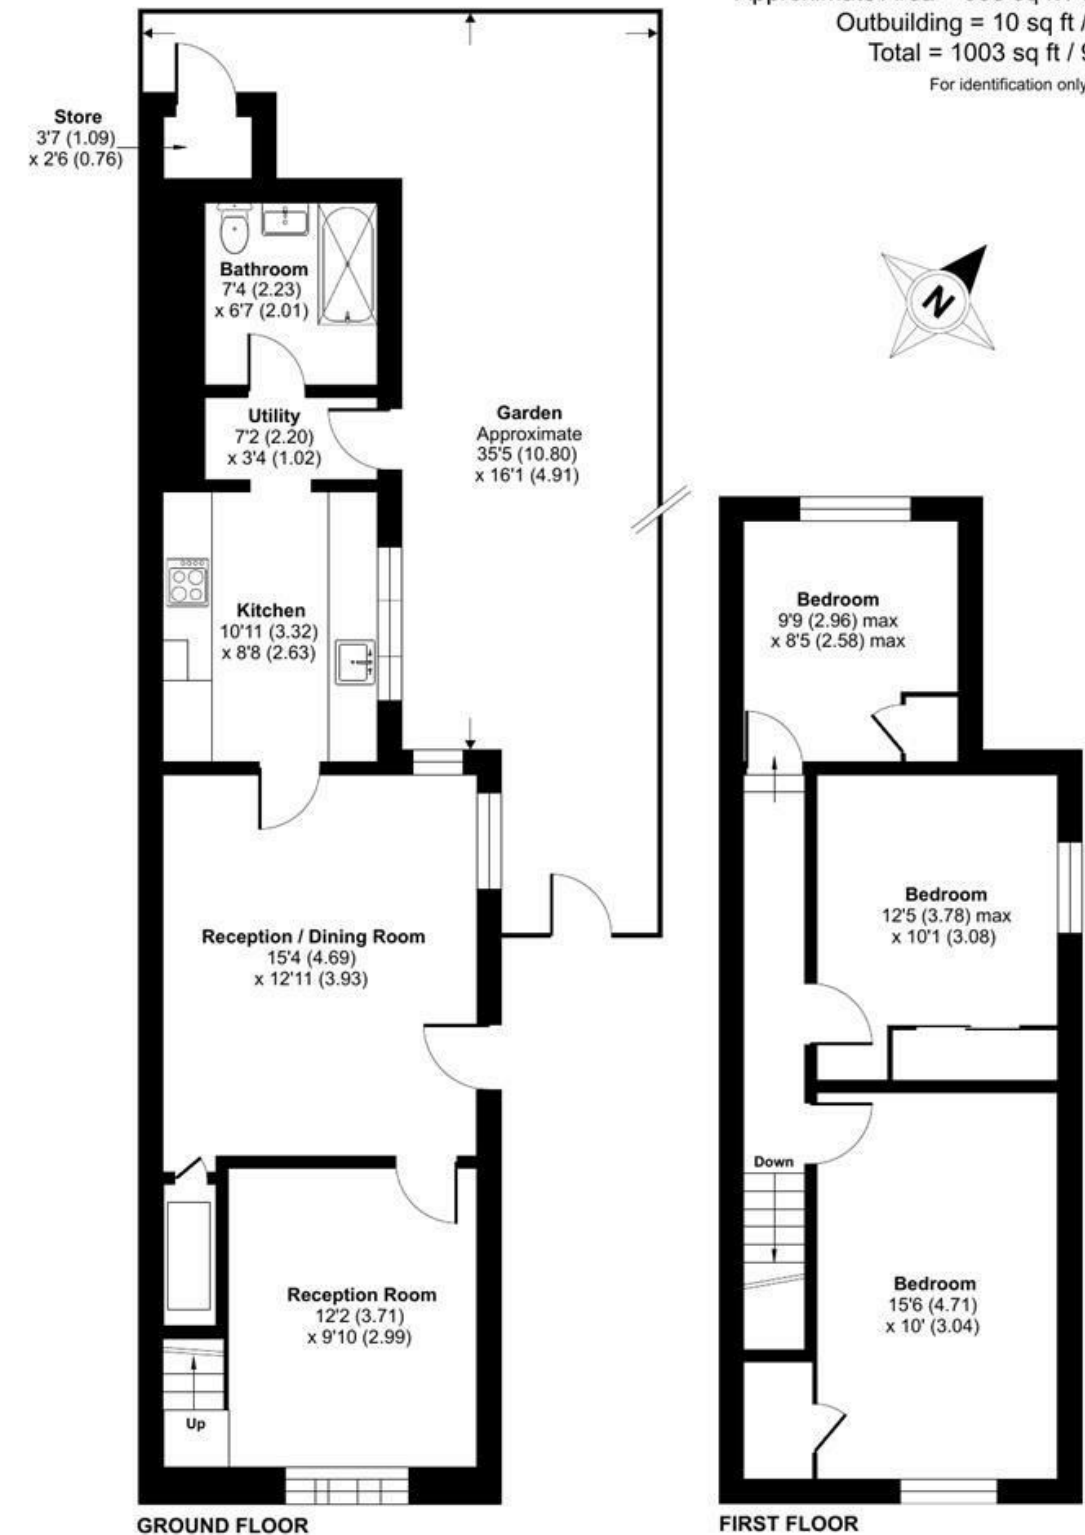 Outbuilding = 10 sq ft /
Total = 1003 sq ft / 9
For identification only
Store
3'7 (1.09)
x 2'6 (0.76)
Bathroom
7'4 (2.23)
x 6'7 (2.01)
Utility
7'2 (2.20)
x 3'4 (1.02)
Garden
Approximate
35'5 (10.80)
x 16'1 (4.91)
N
Kitchen
10'11 (3.32)
x 8'8 (2.63)
Reception / Dining Room
15'4 (4.69)
x 12'11 (3.93)
Reception Room
12'2 (3.71)
x 9'10 (2.99)
Up
GROUND FLOOR
Bedroom
9'9 (2.96) max
x 8'5 (2.58) max
Bedroom
12'5 (3.78) max
x 10'1 (3.08)
Down
Bedroom
15'6 (4.71)
x 10' (3.04)
FIRST FLOOR